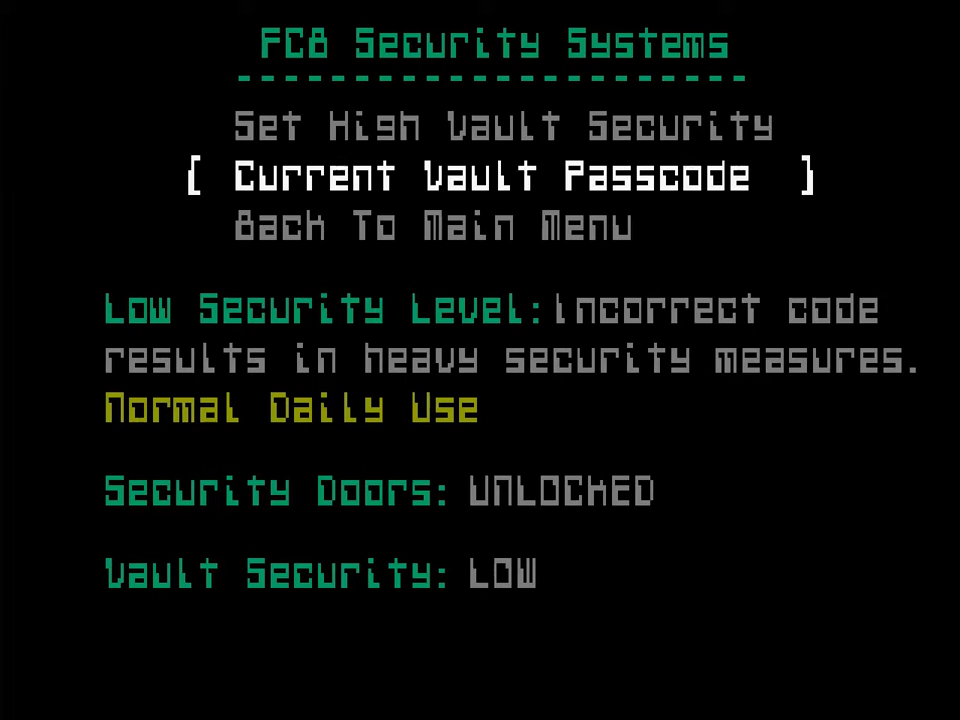 FCB Security Systems
----------------------
Set High Vault Security
[ Current Vault Passcode ]
Back To Main Menu
Low Security Level:Incorrect code
results in heavy security measures.
Normal Daily Use
Security Doors: UNLOCKED
Vault Security: LOW